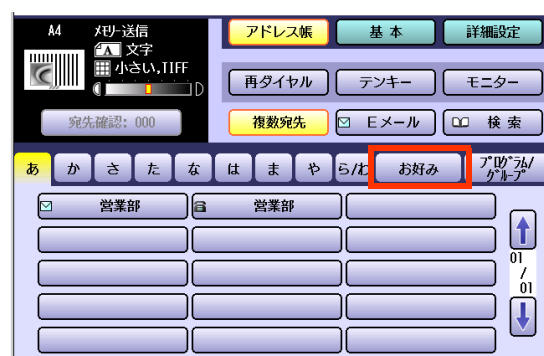 A4 ﾒﾓﾘｰ送信
A 文字
小さい,TIFF
D
宛先確認: 000
アドレス帳 基本 詳細設定
再ダイヤル テンキー モニター
複数宛先 Eメール 検索
あ か さ た な は ま や ら/わ お好み ﾌﾟﾛｸﾞﾗﾑ/
ｸﾞﾙｰﾌﾟ
営業部 営業部
01
/
01